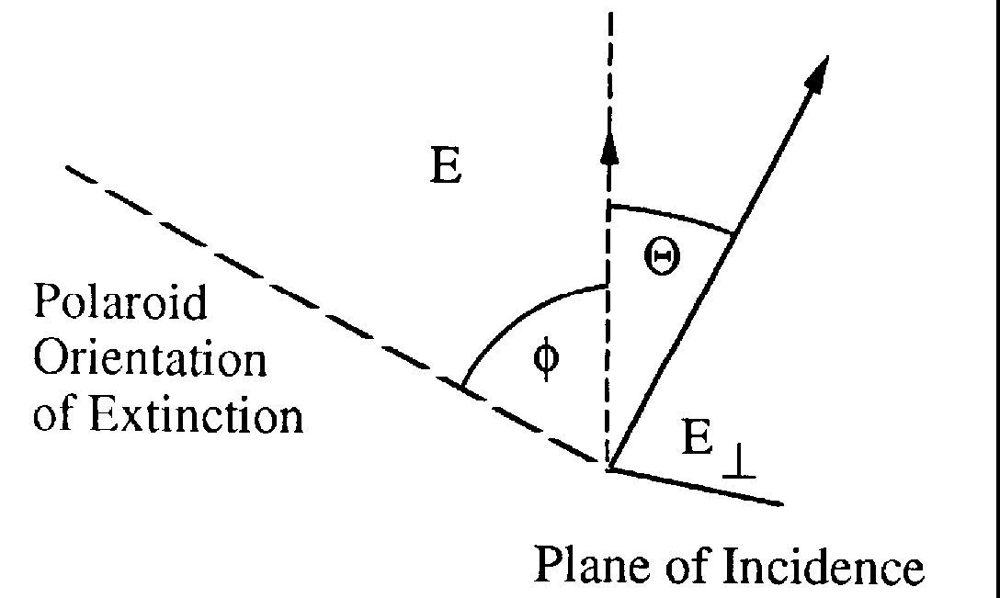 E
Θ
Polaroid
Orientation
of Extinction
ϕ
E ⊥
Plane of Incidence